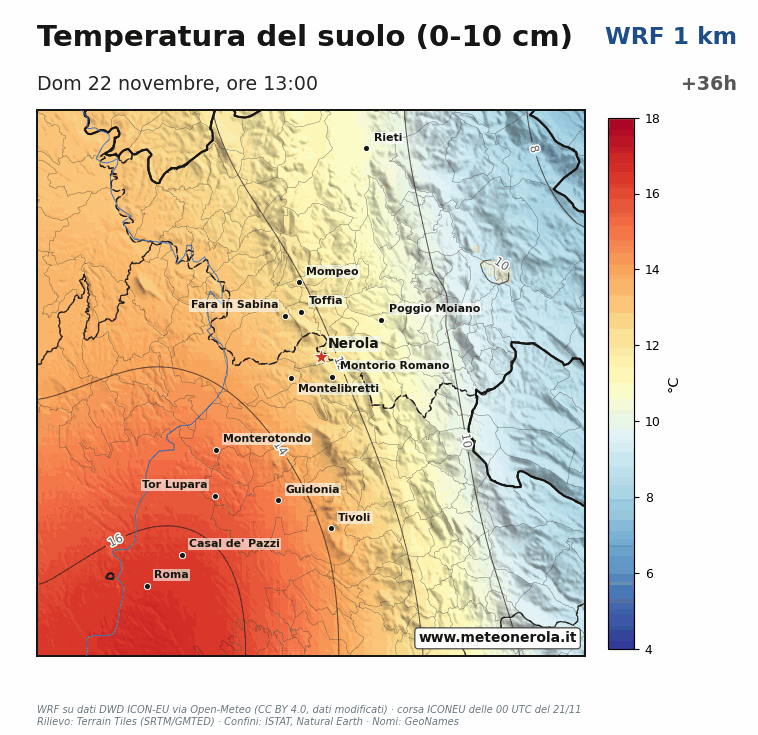 Temperatura del suolo (0-10 cm)
WRF 1 km
Dom 22 novembre, ore 13:00
+36h
Rieti
8
10
Mompeo
Fara in Sabina
Toffia
Poggio Moiano
Nerola
Montorio Romano
Montelibretti
Monterotondo
14
10
Tor Lupara
Guidonia
Tivoli
16
Casal de' Pazzi
Roma
www.meteonerola.it
18
16
14
12
10
8
6
4
°C
WRF su dati DWD ICON-EU via Open-Meteo (CC BY 4.0, dati modificati) · corsa ICONEU delle 00 UTC del 21/11
Rilievo: Terrain Tiles (SRTM/GMTED) · Confini: ISTAT, Natural Earth · Nomi: GeoNames